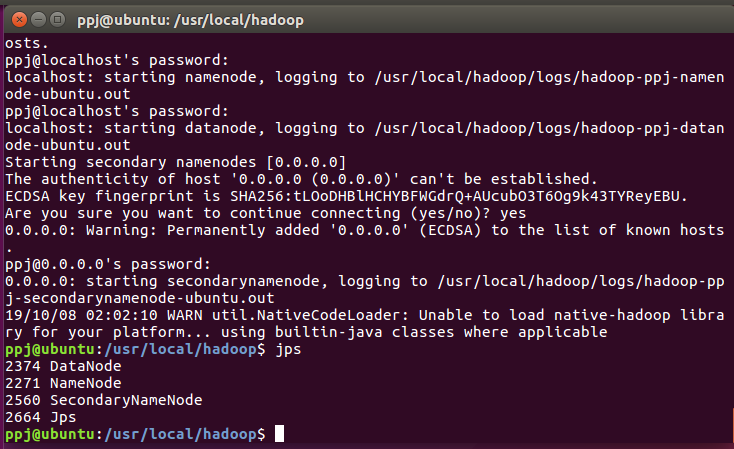 ppj@ubuntu: /usr/local/hadoop
osts.
ppj@localhost's password:
localhost: starting namenode, logging to /usr/local/hadoop/logs/hadoop-ppj-namen
ode-ubuntu.out
ppj@localhost's password:
localhost: starting datanode, logging to /usr/local/hadoop/logs/hadoop-ppj-datan
ode-ubuntu.out
Starting secondary namenodes [0.0.0.0]
The authenticity of host '0.0.0.0 (0.0.0.0)' can't be established.
ECDSA key fingerprint is SHA256:tLOoDHBlHCHYBFWGdrQ+AUcubO3T6Og9k43TYReyEBU.
Are you sure you want to continue connecting (yes/no)? yes
0.0.0.0: Warning: Permanently added '0.0.0.0' (ECDSA) to the list of known hosts
.
ppj@0.0.0.0's password:
0.0.0.0: starting secondarynamenode, logging to /usr/local/hadoop/logs/hadoop-pp
j-secondarynamenode-ubuntu.out
19/10/08 02:02:10 WARN util.NativeCodeLoader: Unable to load native-hadoop libra
ry for your platform... using builtin-java classes where applicable
ppj@ubuntu:/usr/local/hadoop$ jps
2374 DataNode
2271 NameNode
2560 SecondaryNameNode
2664 Jps
ppj@ubuntu:/usr/local/hadoop$